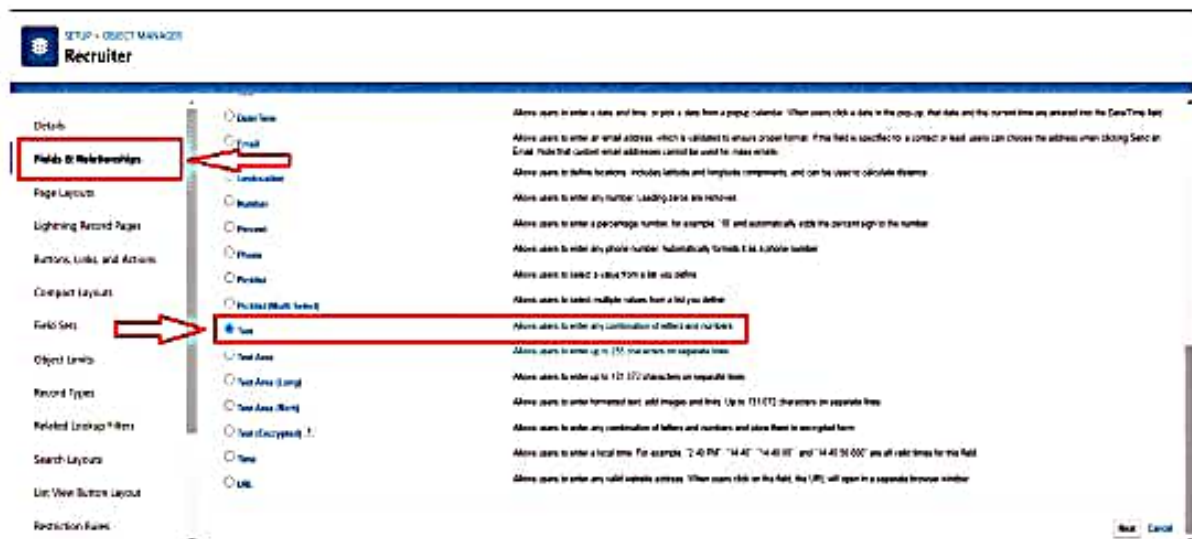 SETUP > OBJECT MANAGER
Recruiter
Details
Fields & Relationships
Page Layouts
Lightning Record Pages
Buttons, Links, and Actions
Compact Layouts
Field Sets
Object Limits
Record Types
Related Lookup Filters
Search Layouts
List View Button Layout
Restriction Rules
Date/Time
Allows users to enter a date and time, or pick a date from a popup calendar. When users click a date in the pop-up, that date and the current time are entered into the Date/Time field.
Email
Allows users to enter an email address, which is validated to ensure proper format. If this field is specified for a contact or lead, users can choose the address when clicking Send an
Email. Note that custom email addresses cannot be used for mass emails.
Geolocation
Allows users to define locations. Includes latitude and longitude components, and can be used to calculate distance.
Number
Allows users to enter any number. Leading zeros are removed.
Percent
Allows users to enter a percentage number, for example, '10' and automatically adds the percent sign to the number.
Phone
Allows users to enter any phone number. Automatically formats it as a phone number.
Picklist
Allows users to select a value from a list you define.
Picklist (Multi-Select)
Allows users to select multiple values from a list you define.
Text
Allows users to enter any combination of letters and numbers.
Text Area
Allows users to enter up to 255 characters on separate lines.
Text Area (Long)
Allows users to enter up to 131,072 characters on separate lines.
Text Area (Rich)
Allows users to enter formatted text, add images and links. Up to 131,072 characters on separate lines.
Text (Encrypted)
Allows users to enter any combination of letters and numbers and store them in encrypted form.
Time
Allows users to enter a local time. For example, "2:40 PM", "14:40", "14:40:00", and "14:40:50.600" are all valid times for this field.
URL
Allows users to enter any valid website address. When users click on the field, the URL will open in a separate browser window.
Next Cancel